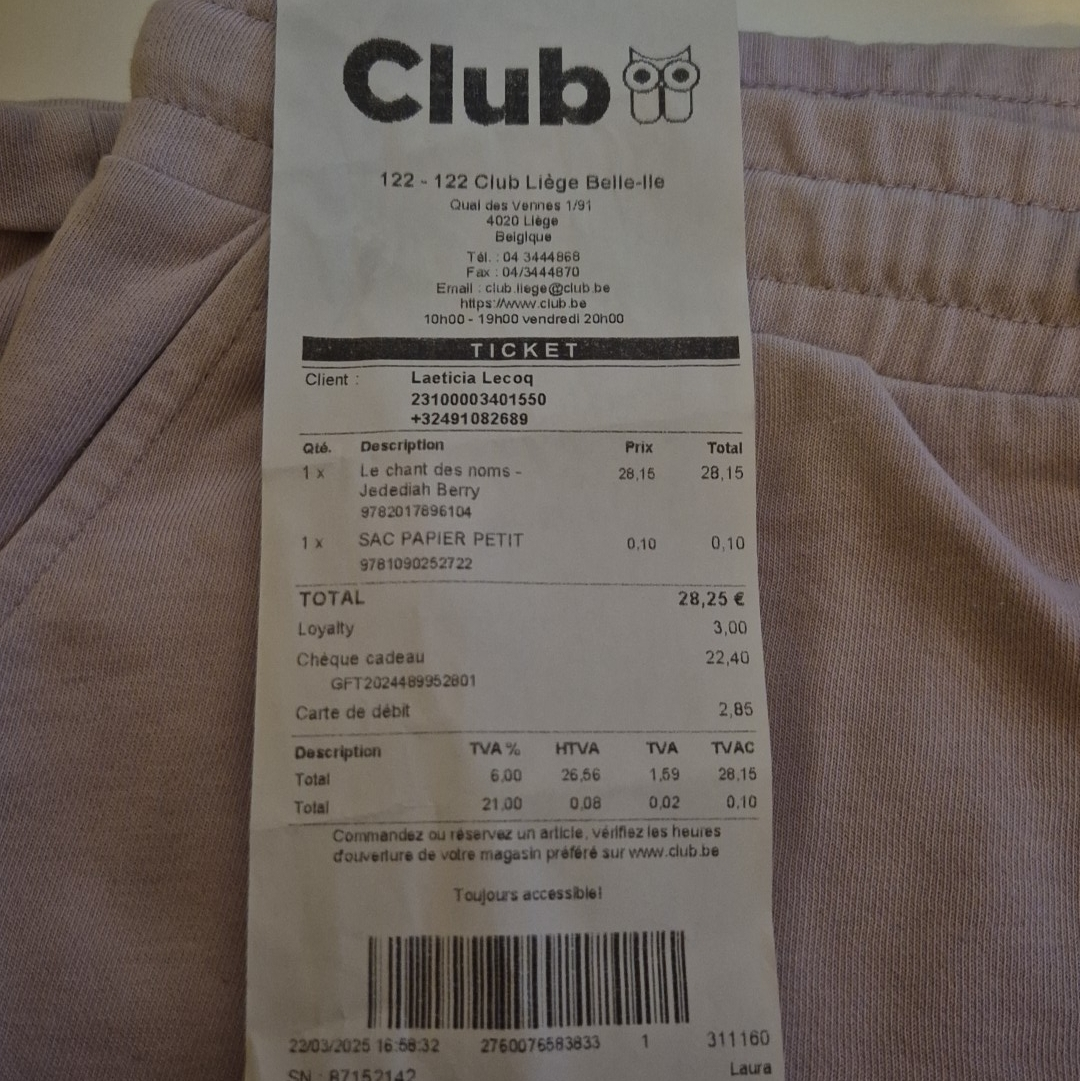 Club
122 - 122 Club Liège Belle-Ile
Quai des Vennes 1/91
4020 Liège
Belgique
Tél. : 04 3444868
Fax : 04/3444870
Email : club.liege@club.be
https://www.club.be
10h00 - 19h00 vendredi 20h00
TICKET
Client : Laeticia Lecoq
23100003401550
+32491082689
Qté. Description Prix Total
1 x Le chant des noms - 28,15 28,15
Jedediah Berry
9782017896104
1 x SAC PAPIER PETIT 0,10 0,10
9781090252722
TOTAL 28,25 €
Loyalty 3,00
Chèque cadeau 22,40
GFT2024489952801
Carte de débit 2,85
Description TVA % HTVA TVA TVAC
Total 6,00 26,56 1,59 28,15
Total 21,00 0,08 0,02 0,10
Commandez ou réservez un article, vérifiez les heures
d'ouverture de votre magasin préféré sur www.club.be
Toujours accessible!
22/03/2025 16:58:32 2760076583833 1 311160
SN : 87152142 Laura